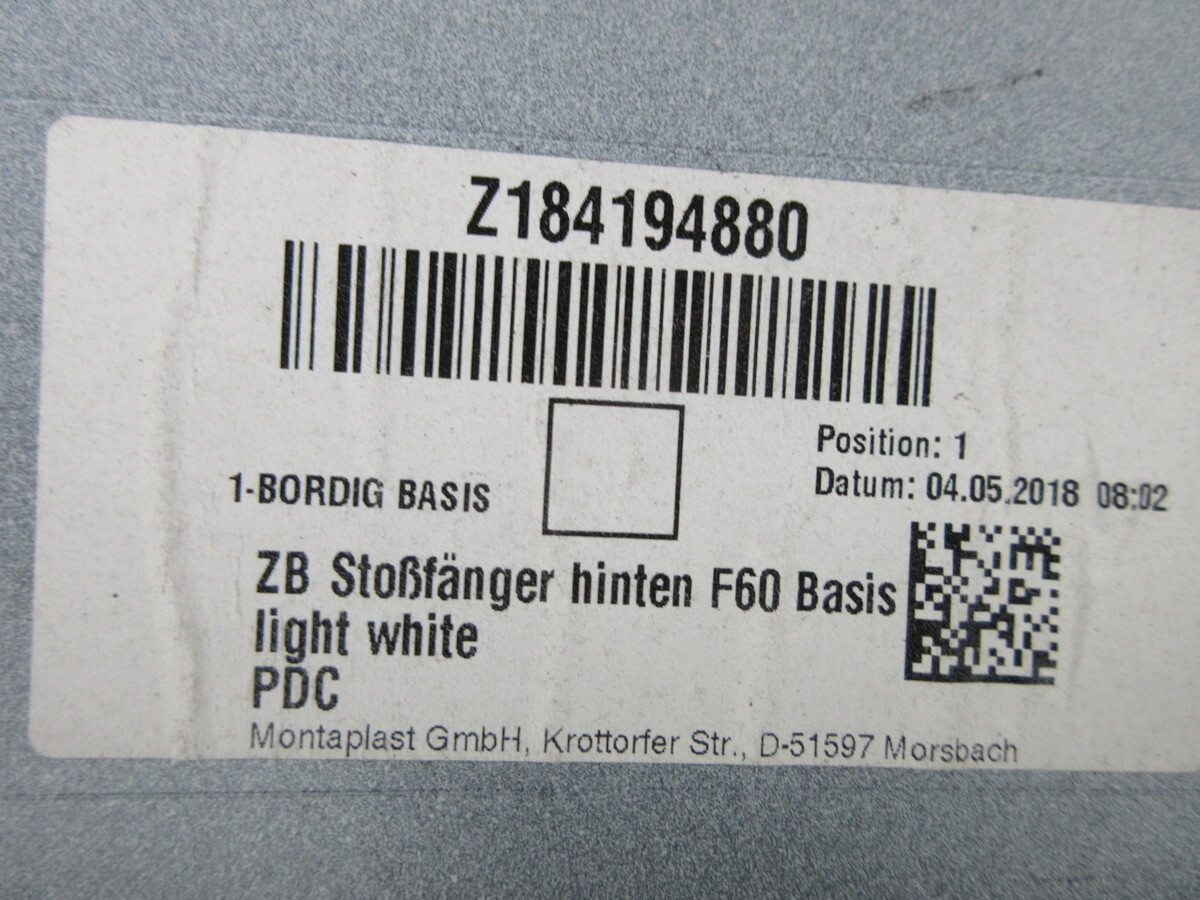 Z184194880
Position: 1
1-BORDIG BASIS
Datum: 04.05.2018 08:02
ZB Stoßfänger hinten F60 Basis
light white
PDC
Montaplast GmbH, Krottorfer Str., D-51597 Morsbach